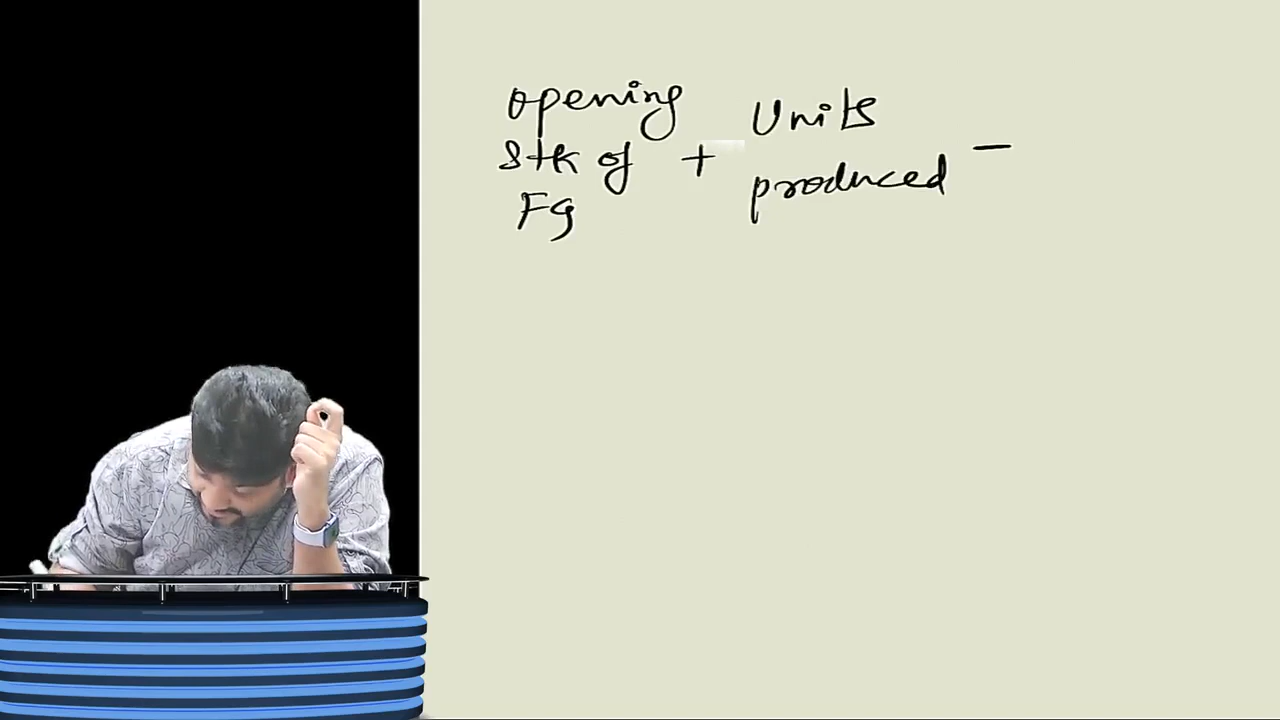 opening
Stk of + Units
FG produced –